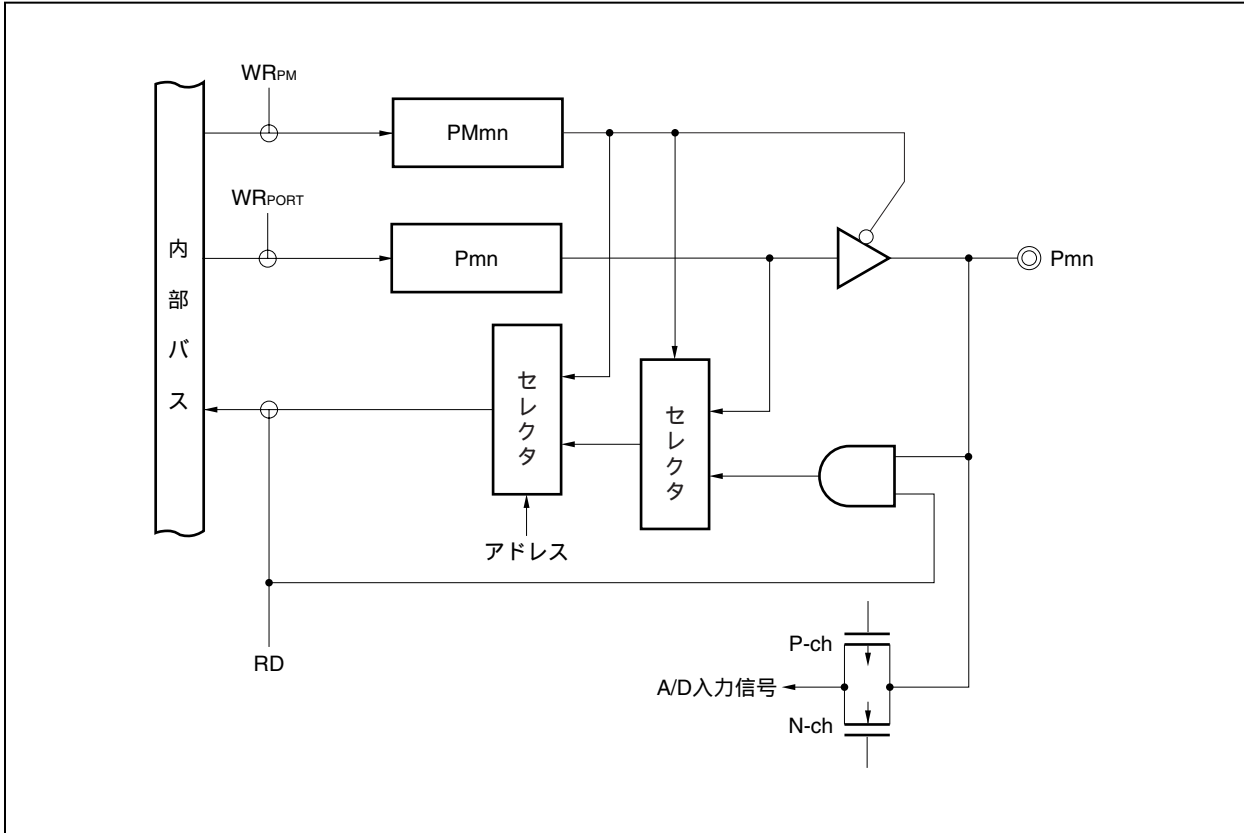 WRPM
PMmn
WRPORT
Pmn
Pmn
内部バス
セレクタ
セレクタ
アドレス
RD
P-ch
A/D入力信号
N-ch